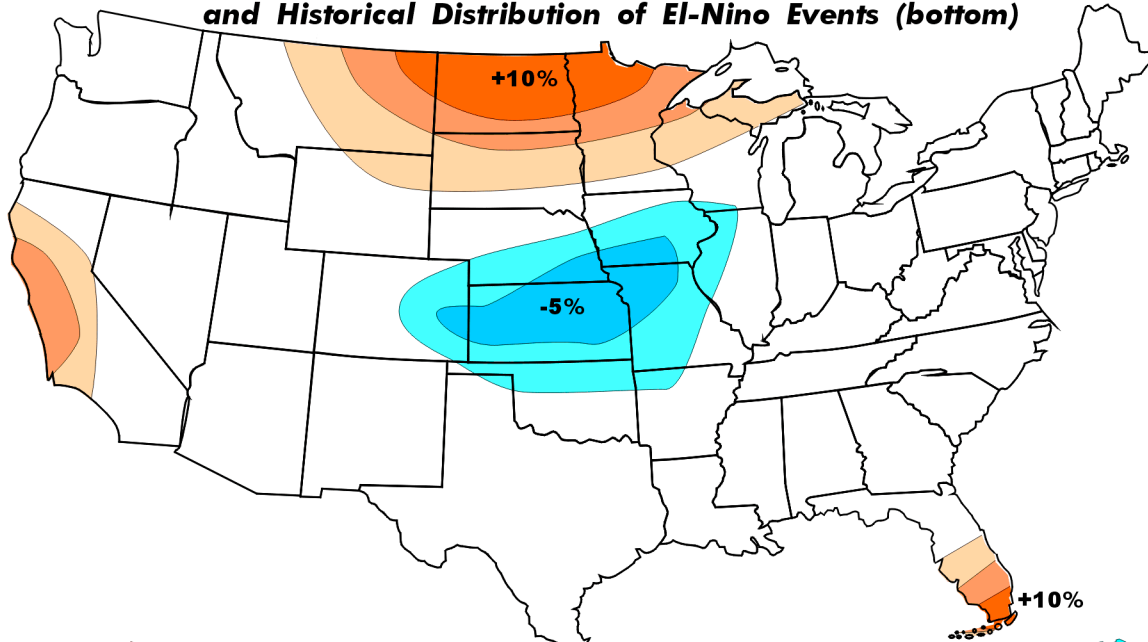 and Historical Distribution of El-Nino Events (bottom)
+10%
-5%
+10%